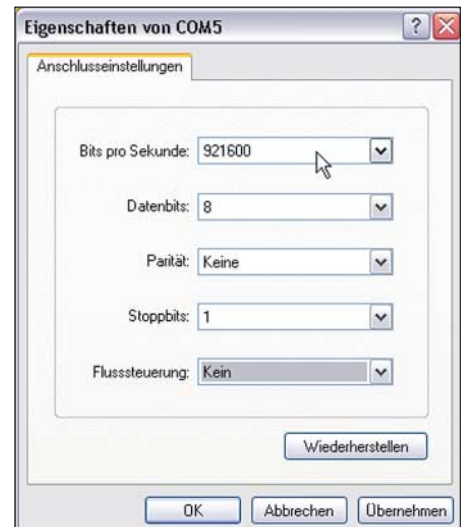 Eigenschaften von COM5
?
Anschlusseinstellungen
Bits pro Sekunde: 921600
Datenbits: 8
Parität: Keine
Stoppbits: 1
Flusssteuerung: Kein
Wiederherstellen
OK Abbrechen Übernehmen